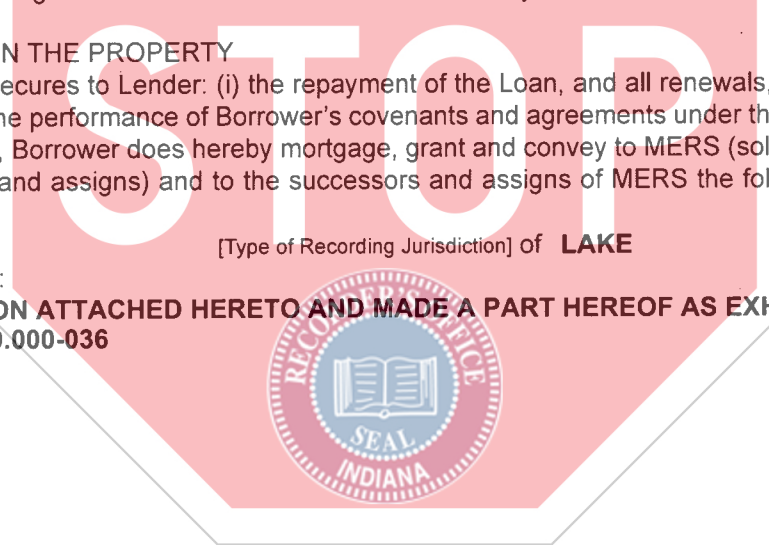 STOP
N THE PROPERTY
ecures to Lender: (i) the repayment of the Loan, and all renewals,
ne performance of Borrower's covenants and agreements under th
, Borrower does hereby mortgage, grant and convey to MERS (sol
and assigns) and to the successors and assigns of MERS the fol
[Type of Recording Jurisdiction] of LAKE
:
ON ATTACHED HERETO AND MADE A PART HEREOF AS EXH
0.000-036
RECORDER'S OFFICE
SEAL
INDIANA